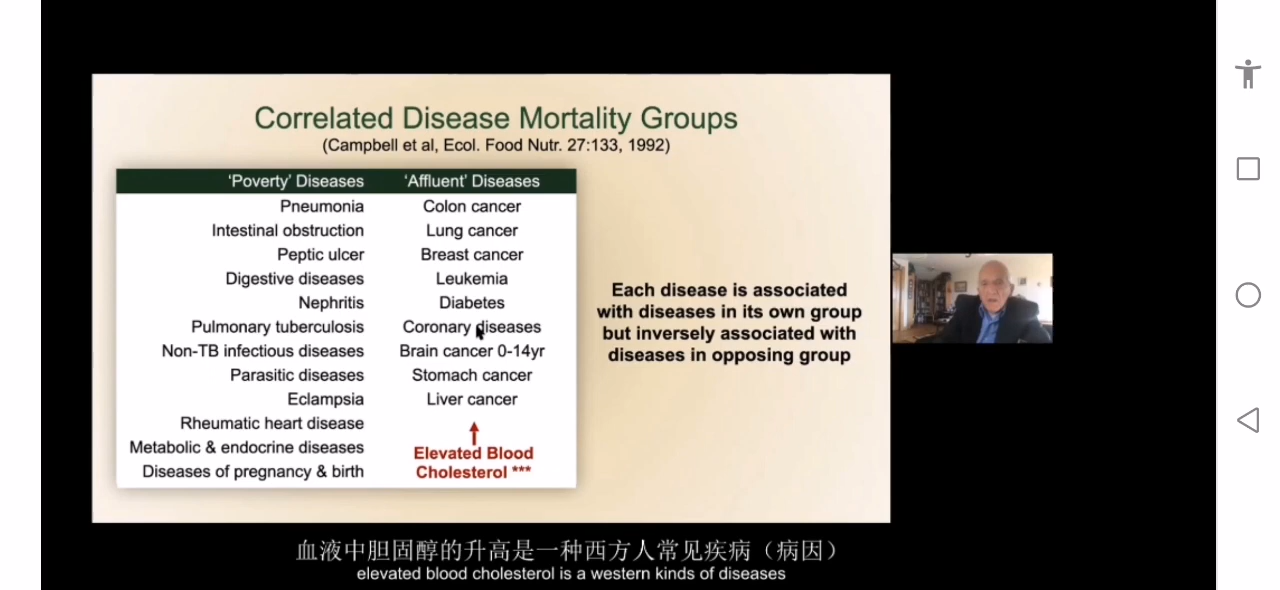 Correlated Disease Mortality Groups
(Campbell et al, Ecol. Food Nutr. 27:133, 1992)
'Poverty' Diseases 'Affluent' Diseases
Pneumonia Colon cancer
Intestinal obstruction Lung cancer
Peptic ulcer Breast cancer
Digestive diseases Leukemia
Nephritis Diabetes
Pulmonary tuberculosis Coronary diseases
Non-TB infectious diseases Brain cancer 0-14yr
Parasitic diseases Stomach cancer
Eclampsia Liver cancer
Rheumatic heart disease
Metabolic & endocrine diseases
Diseases of pregnancy & birth
Elevated Blood
Cholesterol ***
Each disease is associated
with diseases in its own group
but inversely associated with
diseases in opposing group
血液中胆固醇的升高是一种西方人常见疾病（病因）
elevated blood cholesterol is a western kinds of diseases